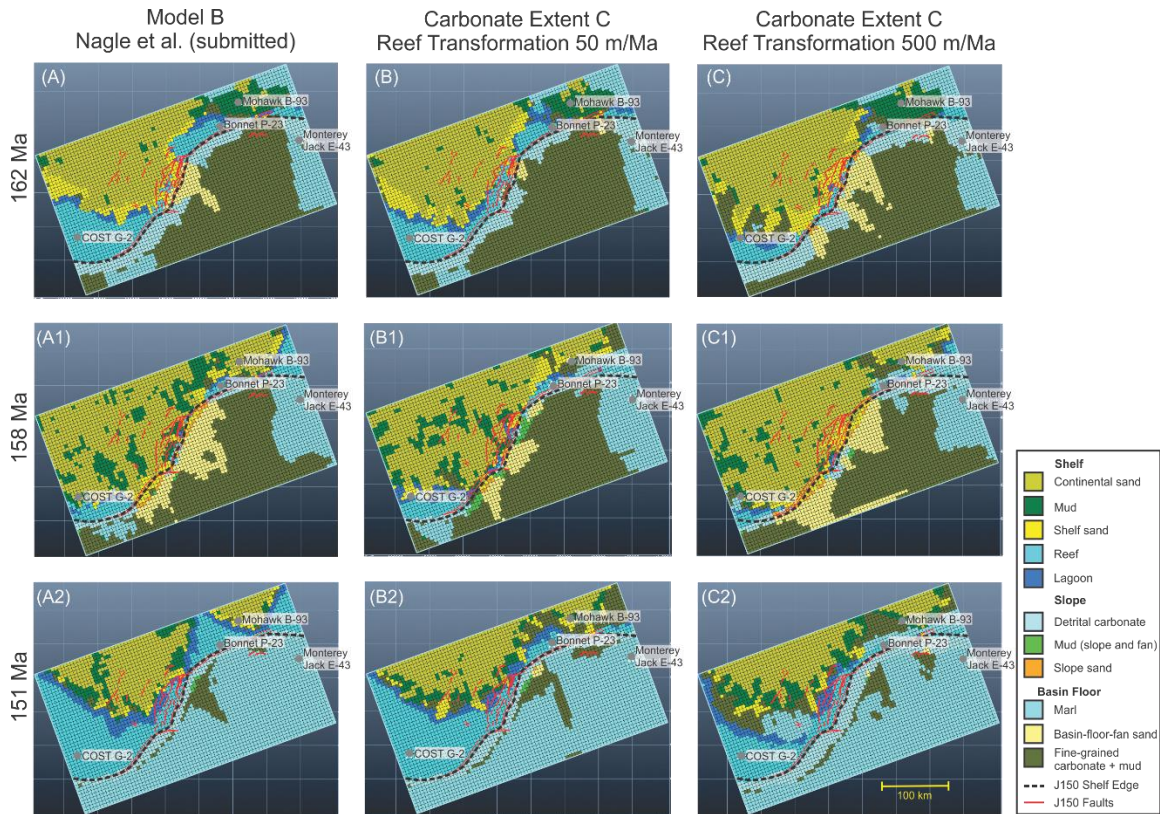 Model B
Nagle et al. (submitted)
Carbonate Extent C
Reef Transformation 50 m/Ma
Carbonate Extent C
Reef Transformation 500 m/Ma
162 Ma
(A)
Mohawk B-93
Bonnet P-23
Monterey
Jack E-43
COST G-2
(B)
Mohawk B-93
Bonnet P-23
Monterey
Jack E-43
COST G-2
(C)
Mohawk B-93
Bonnet P-23
Monterey
Jack E-43
COST G-2
158 Ma
(A1)
Mohawk B-93
Bonnet P-23
Monterey
Jack E-43
COST G-2
(B1)
Mohawk B-93
Bonnet P-23
Monterey
Jack E-43
COST G-2
(C1)
Mohawk B-93
Bonnet P-23
Monterey
Jack E-43
COST G-2
151 Ma
(A2)
Mohawk B-93
Bonnet P-23
Monterey
Jack E-43
COST G-2
(B2)
Mohawk B-93
Bonnet P-23
Monterey
Jack E-43
COST G-2
(C2)
Mohawk B-93
Bonnet P-23
Monterey
Jack E-43
COST G-2
100 km
Shelf
Continental sand
Mud
Shelf sand
Reef
Lagoon
Slope
Detrital carbonate
Mud (slope and fan)
Slope sand
Basin Floor
Marl
Basin-floor-fan sand
Fine-grained
carbonate + mud
J150 Shelf Edge
J150 Faults